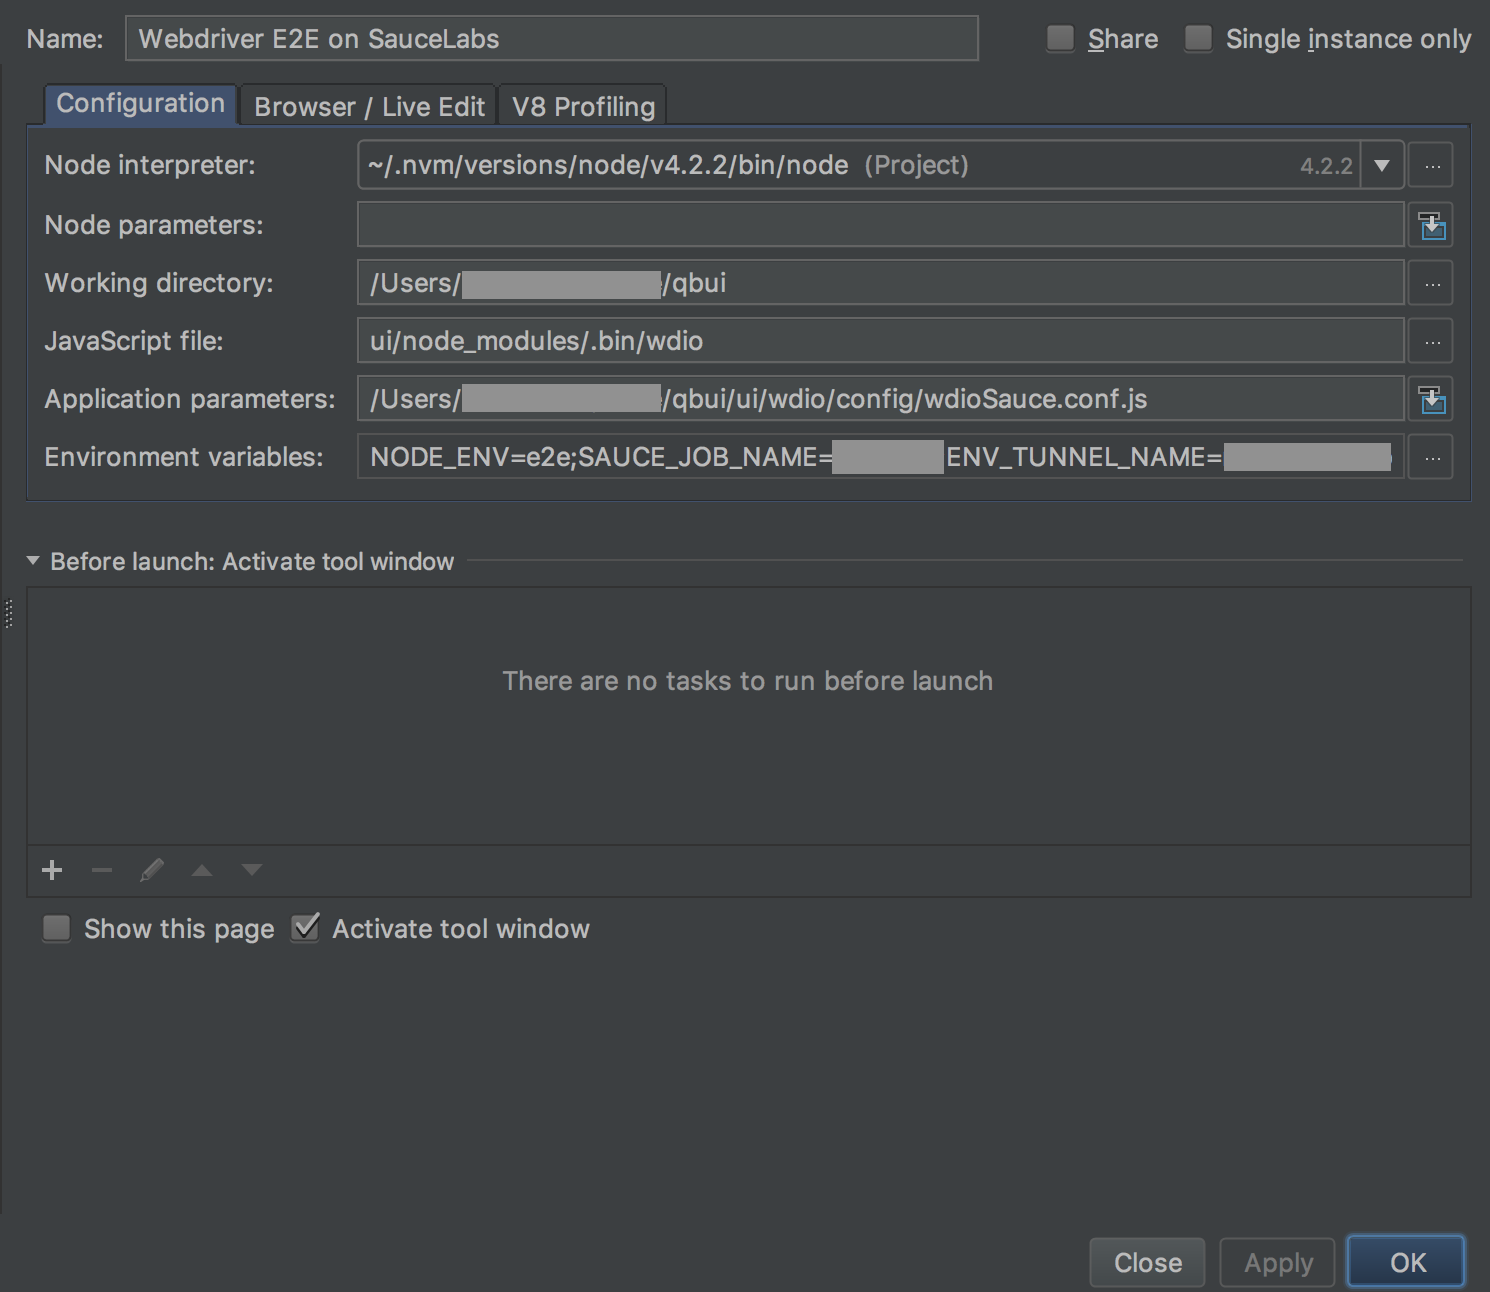 Name: Webdriver E2E on SauceLabs Share Single instance only
Configuration Browser / Live Edit V8 Profiling
Node interpreter: ~/.nvm/versions/node/v4.2.2/bin/node (Project) 4.2.2 ...
Node parameters:
Working directory: /Users/ /qbui ...
JavaScript file: ui/node_modules/.bin/wdio ...
Application parameters: /Users/ /qbui/ui/wdio/config/wdioSauce.conf.js
Environment variables: NODE_ENV=e2e;SAUCE_JOB_NAME= ENV_TUNNEL_NAME= ...
Before launch: Activate tool window
There are no tasks to run before launch
Show this page Activate tool window
Close Apply OK